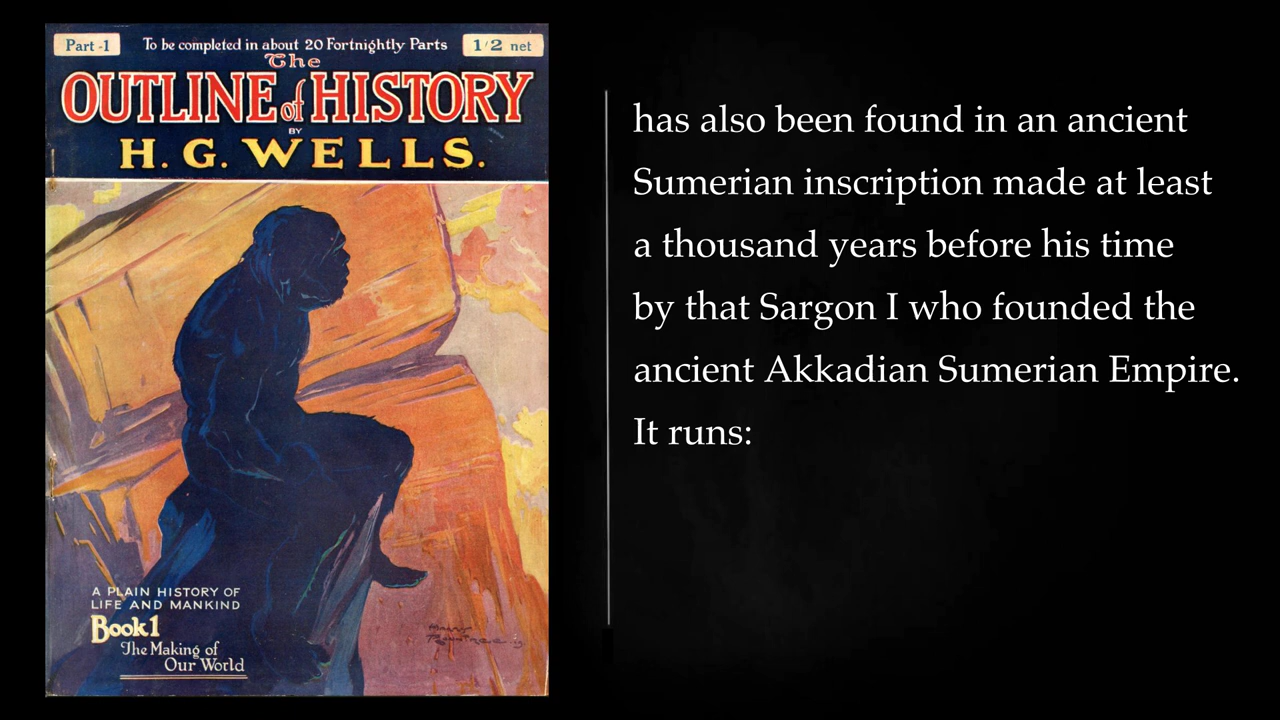 Part -1
To be completed in about 20 Fortnightly Parts
1/2 net
The
OUTLINE of HISTORY
BY
H. G. WELLS.
A PLAIN HISTORY OF
LIFE AND MANKIND
Book 1
The Making of
Our World
has also been found in an ancient
Sumerian inscription made at least
a thousand years before his time
by that Sargon I who founded the
ancient Akkadian Sumerian Empire.
It runs: